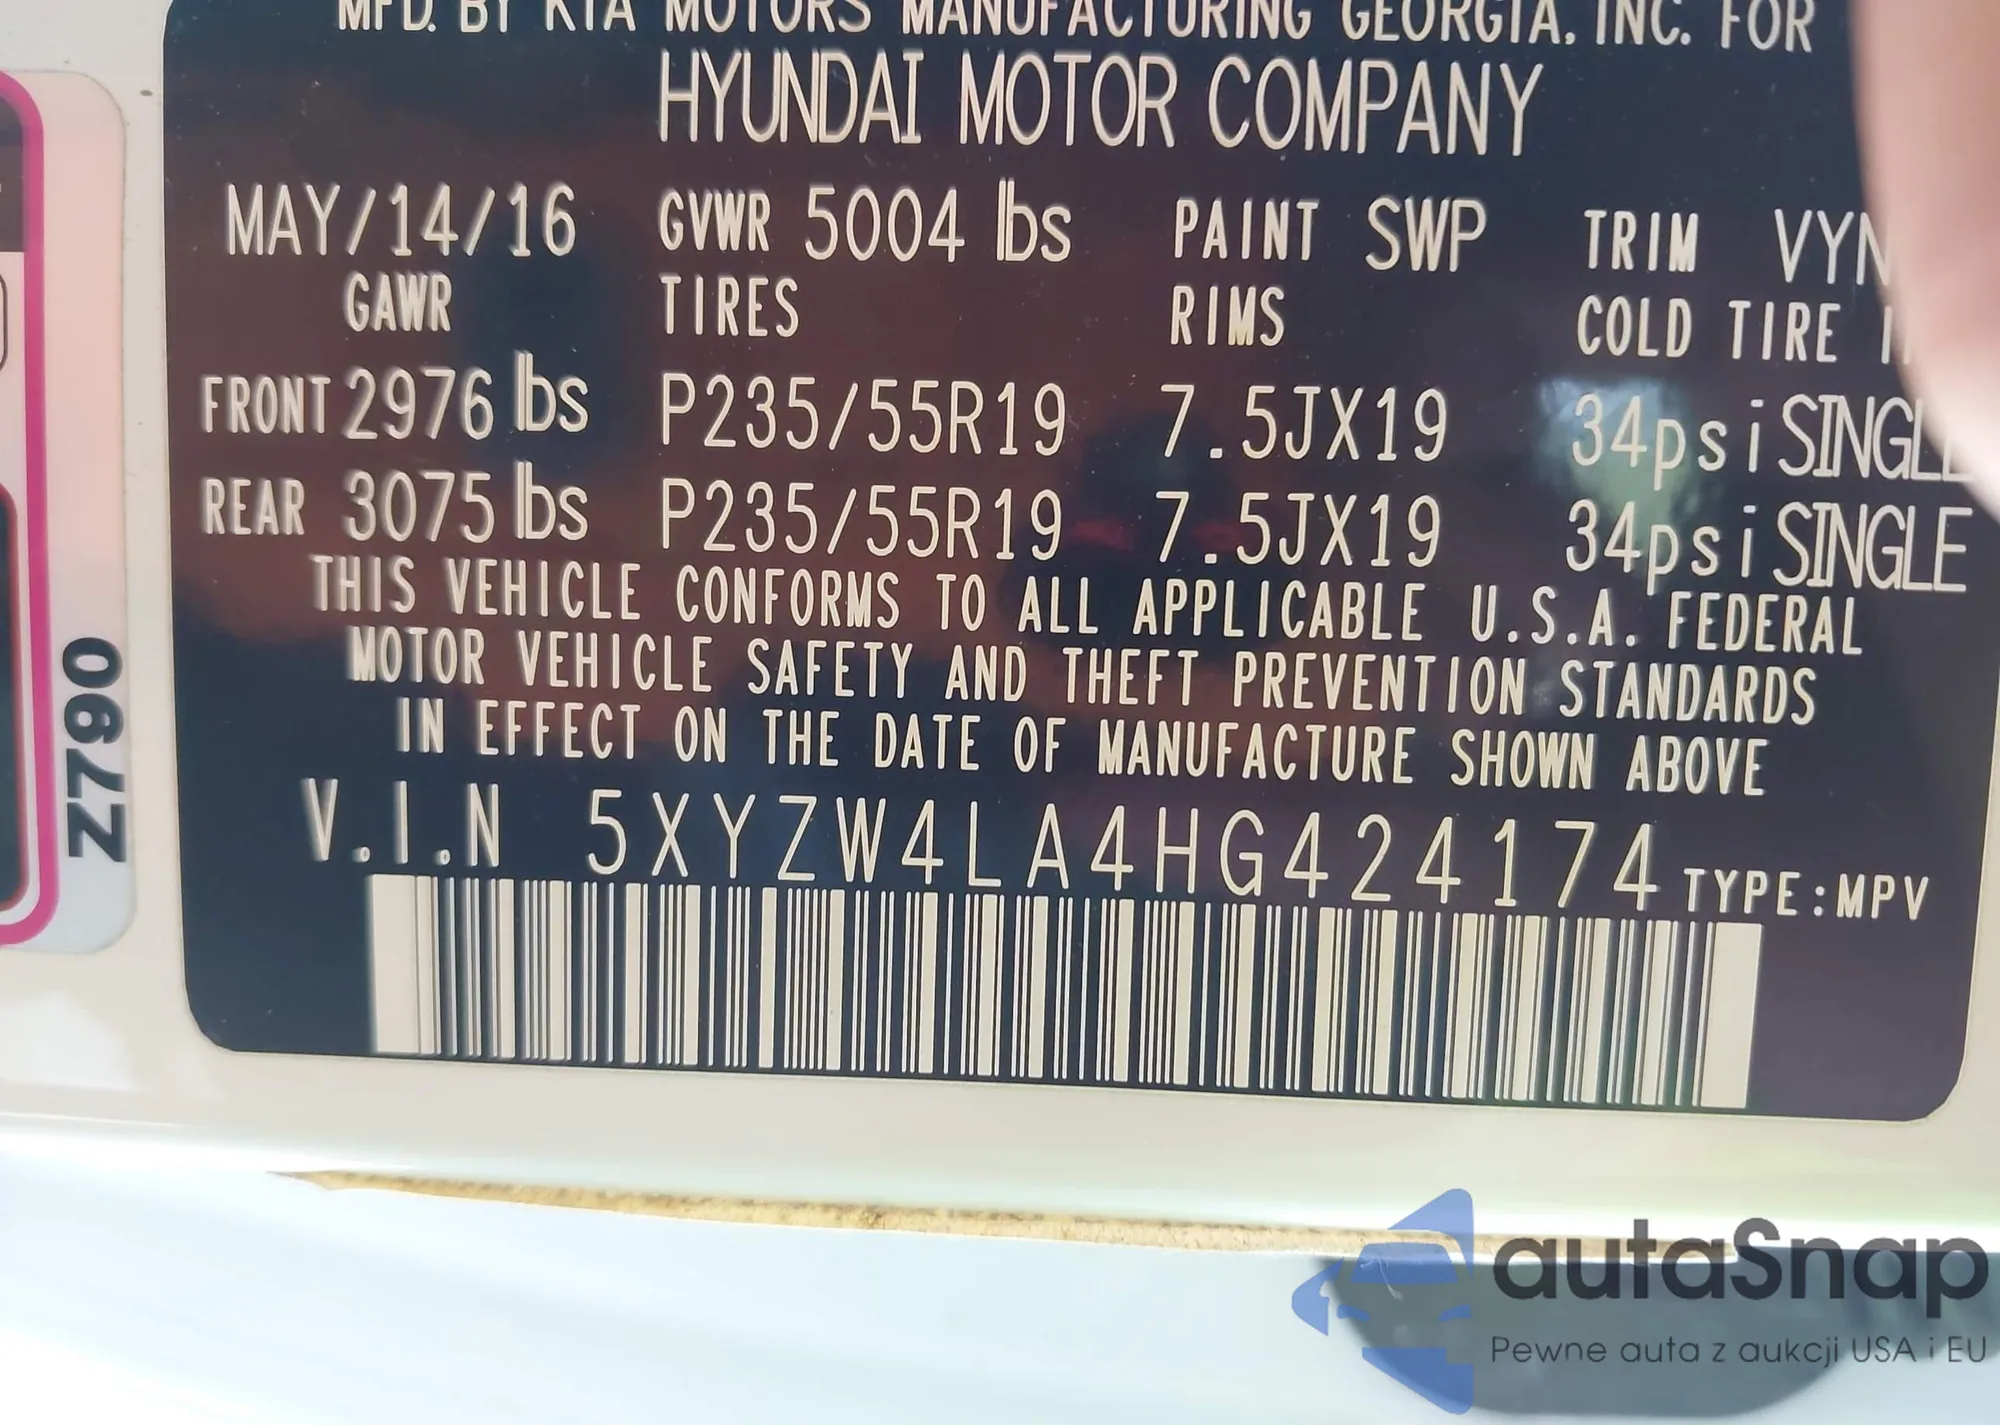 MFD. BY KIA MOTORS MANUFACTURING GEORGIA, INC. FOR
HYUNDAI MOTOR COMPANY
MAY/14/16 GVWR 5004 lbs PAINT SWP TRIM VYN
GAWR TIRES RIMS COLD TIRE
FRONT 2976 lbs P235/55R19 7.5JX19 34psi SINGLE
REAR 3075 lbs P235/55R19 7.5JX19 34psi SINGLE
THIS VEHICLE CONFORMS TO ALL APPLICABLE U.S.A. FEDERAL
MOTOR VEHICLE SAFETY AND THEFT PREVENTION STANDARDS
IN EFFECT ON THE DATE OF MANUFACTURE SHOWN ABOVE
V.I.N 5XYZW4LA4HG424174 TYPE:MPV
Z790
autaSnap
Pewne auta z aukcji USA i EU